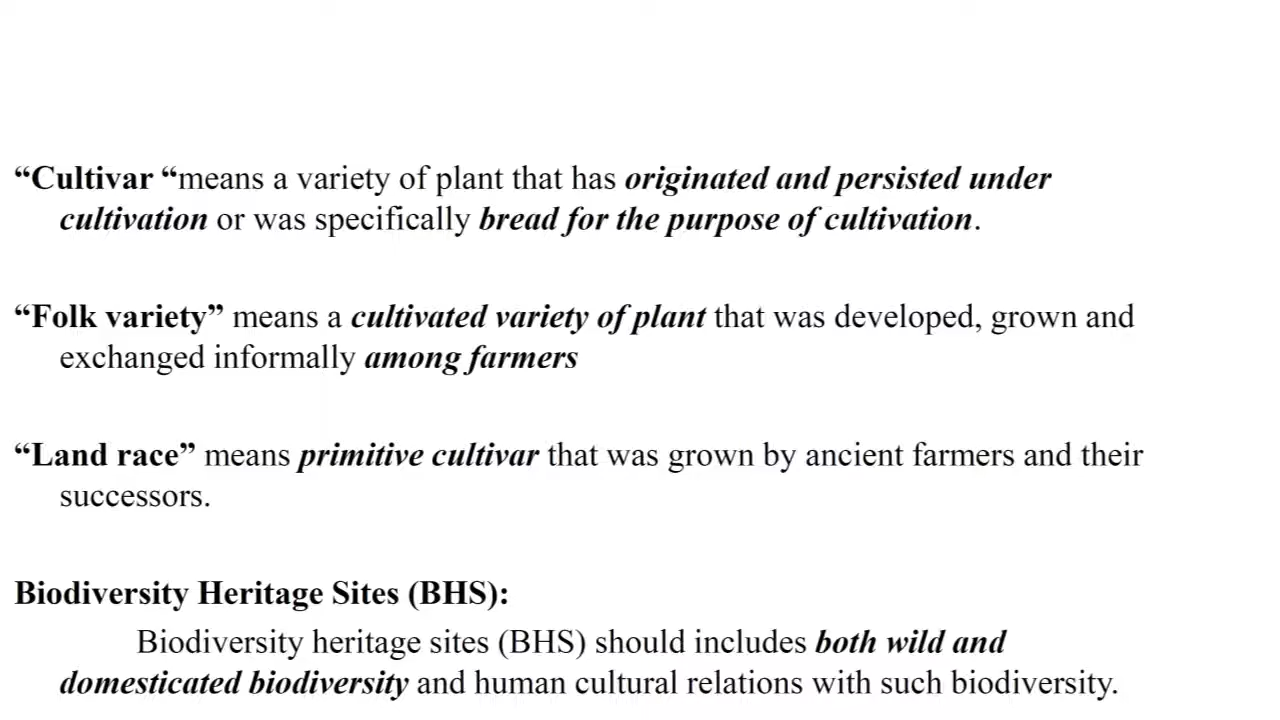 “Cultivar “means a variety of plant that has originated and persisted under
cultivation or was specifically bread for the purpose of cultivation.
“Folk variety” means a cultivated variety of plant that was developed, grown and
exchanged informally among farmers
“Land race” means primitive cultivar that was grown by ancient farmers and their
successors.
Biodiversity Heritage Sites (BHS):
Biodiversity heritage sites (BHS) should includes both wild and
domesticated biodiversity and human cultural relations with such biodiversity.